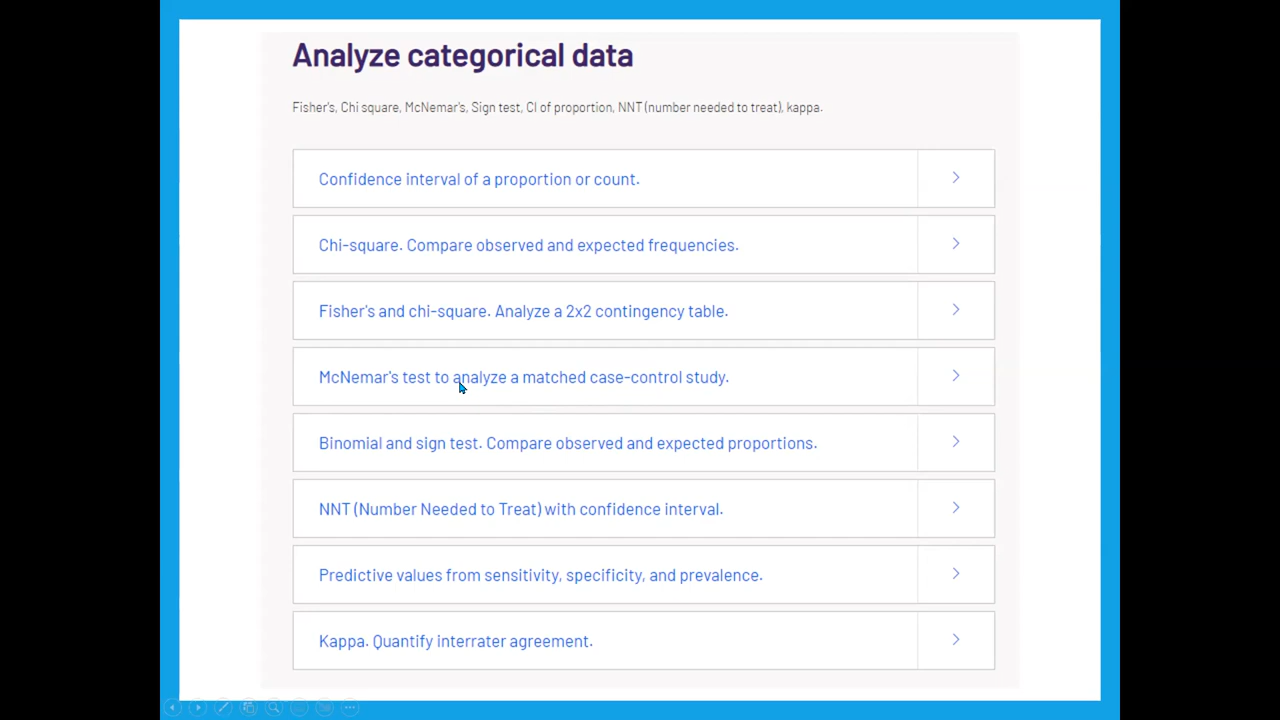 Analyze categorical data
Fisher's, Chi square, McNemar's, Sign test, CI of proportion, NNT (number needed to treat), kappa.
Confidence interval of a proportion or count.
Chi-square. Compare observed and expected frequencies.
Fisher's and chi-square. Analyze a 2x2 contingency table.
McNemar's test to analyze a matched case-control study.
Binomial and sign test. Compare observed and expected proportions.
NNT (Number Needed to Treat) with confidence interval.
Predictive values from sensitivity, specificity, and prevalence.
Kappa. Quantify interrater agreement.